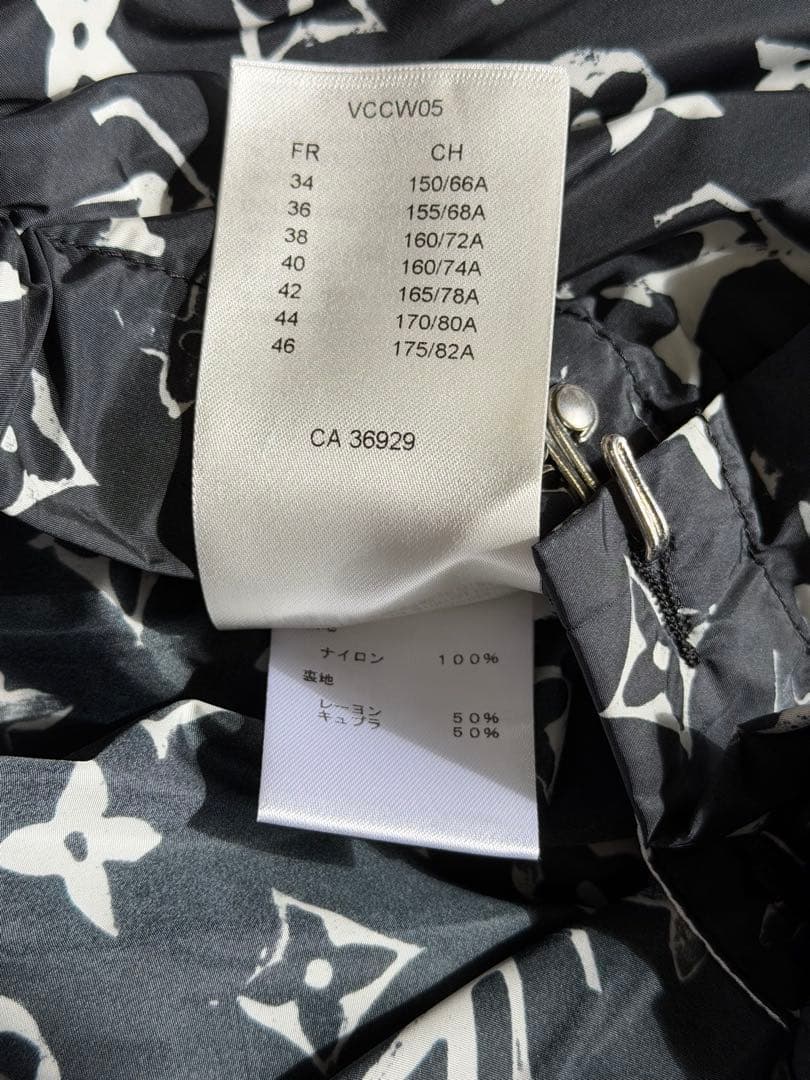 VCCW05
FR CH
34 150/66A
36 155/68A
38 160/72A
40 160/74A
42 165/78A
44 170/80A
46 175/82A
CA 36929
ナイロン 100%
裏地
レーヨン 50%
キュプラ 50%